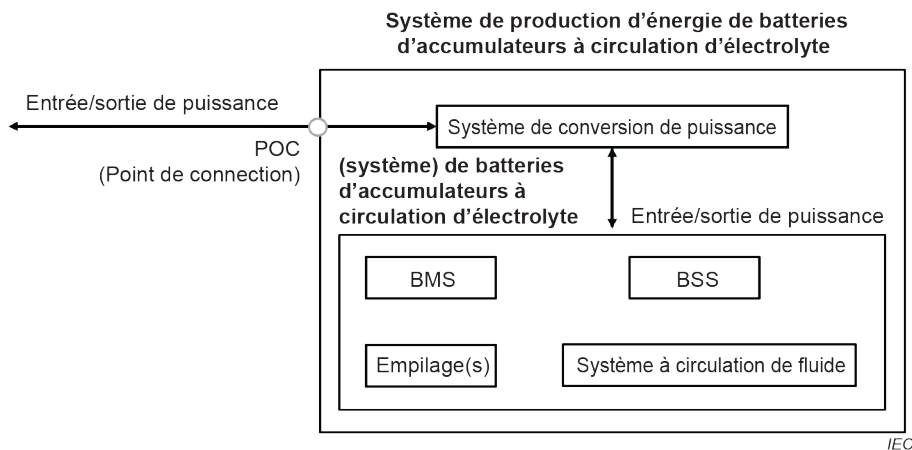 Système de production d'énergie de batteries
d'accumulateurs à circulation d'électrolyte
Entrée/sortie de puissance
POC
(Point de connection)
Système de conversion de puissance
(système) de batteries
d'accumulateurs à
circulation d'électrolyte
Entrée/sortie de puissance
BMS
BSS
Empilage(s)
Système à circulation de fluide
IEC